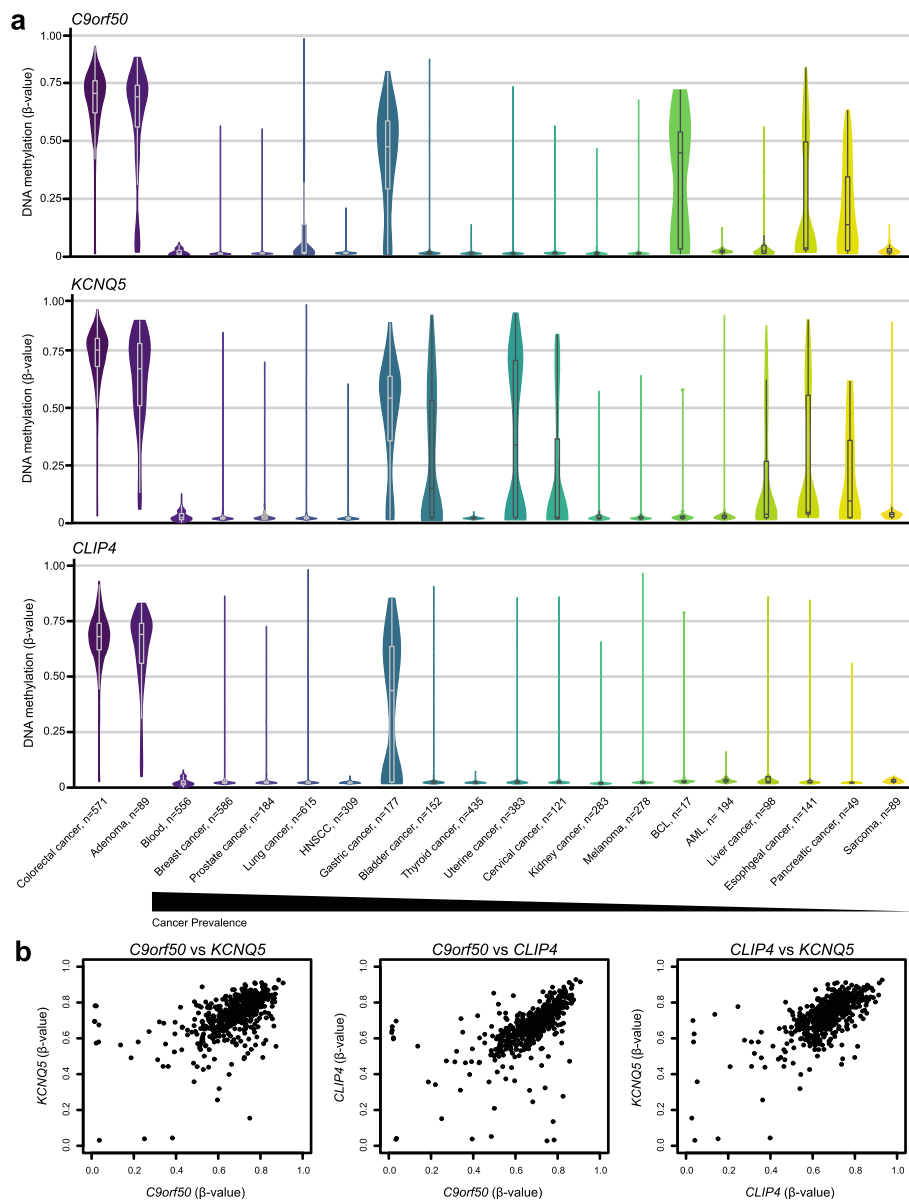 a
C9orf50
DNA methylation (β-value)
1.00
0.75
0.50
0.25
0
KCNQ5
DNA methylation (β-value)
1.00
0.75
0.50
0.25
0
CLIP4
DNA methylation (β-value)
1.00
0.75
0.50
0.25
0
Colorectal cancer, n=571
Adenoma, n=89
Blood, n=556
Breast cancer, n=586
Prostate cancer, n=184
Lung cancer, n=615
HNSCC, n=309
Gastric cancer, n=177
Bladder cancer, n=152
Thyroid cancer, n=435
Uterine cancer, n=383
Cervical cancer, n=121
Kidney cancer, n=283
Melanoma, n=278
BCL, n=17
AML, n= 194
Liver cancer, n=98
Esophgeal cancer, n=141
Pancreatic cancer, n=49
Sarcoma, n=89
Cancer Prevalence
b
C9orf50 vs KCNQ5
KCNQ5 (β-value)
1.0
0.8
0.6
0.4
0.2
0.0
0.0 0.2 0.4 0.6 0.8 1.0
C9orf50 (β-value)
C9orf50 vs CLIP4
CLIP4 (β-value)
1.0
0.8
0.6
0.4
0.2
0.0
0.0 0.2 0.4 0.6 0.8 1.0
C9orf50 (β-value)
CLIP4 vs KCNQ5
KCNQ5 (β-value)
1.0
0.8
0.6
0.4
0.2
0.0
0.0 0.2 0.4 0.6 0.8 1.0
CLIP4 (β-value)